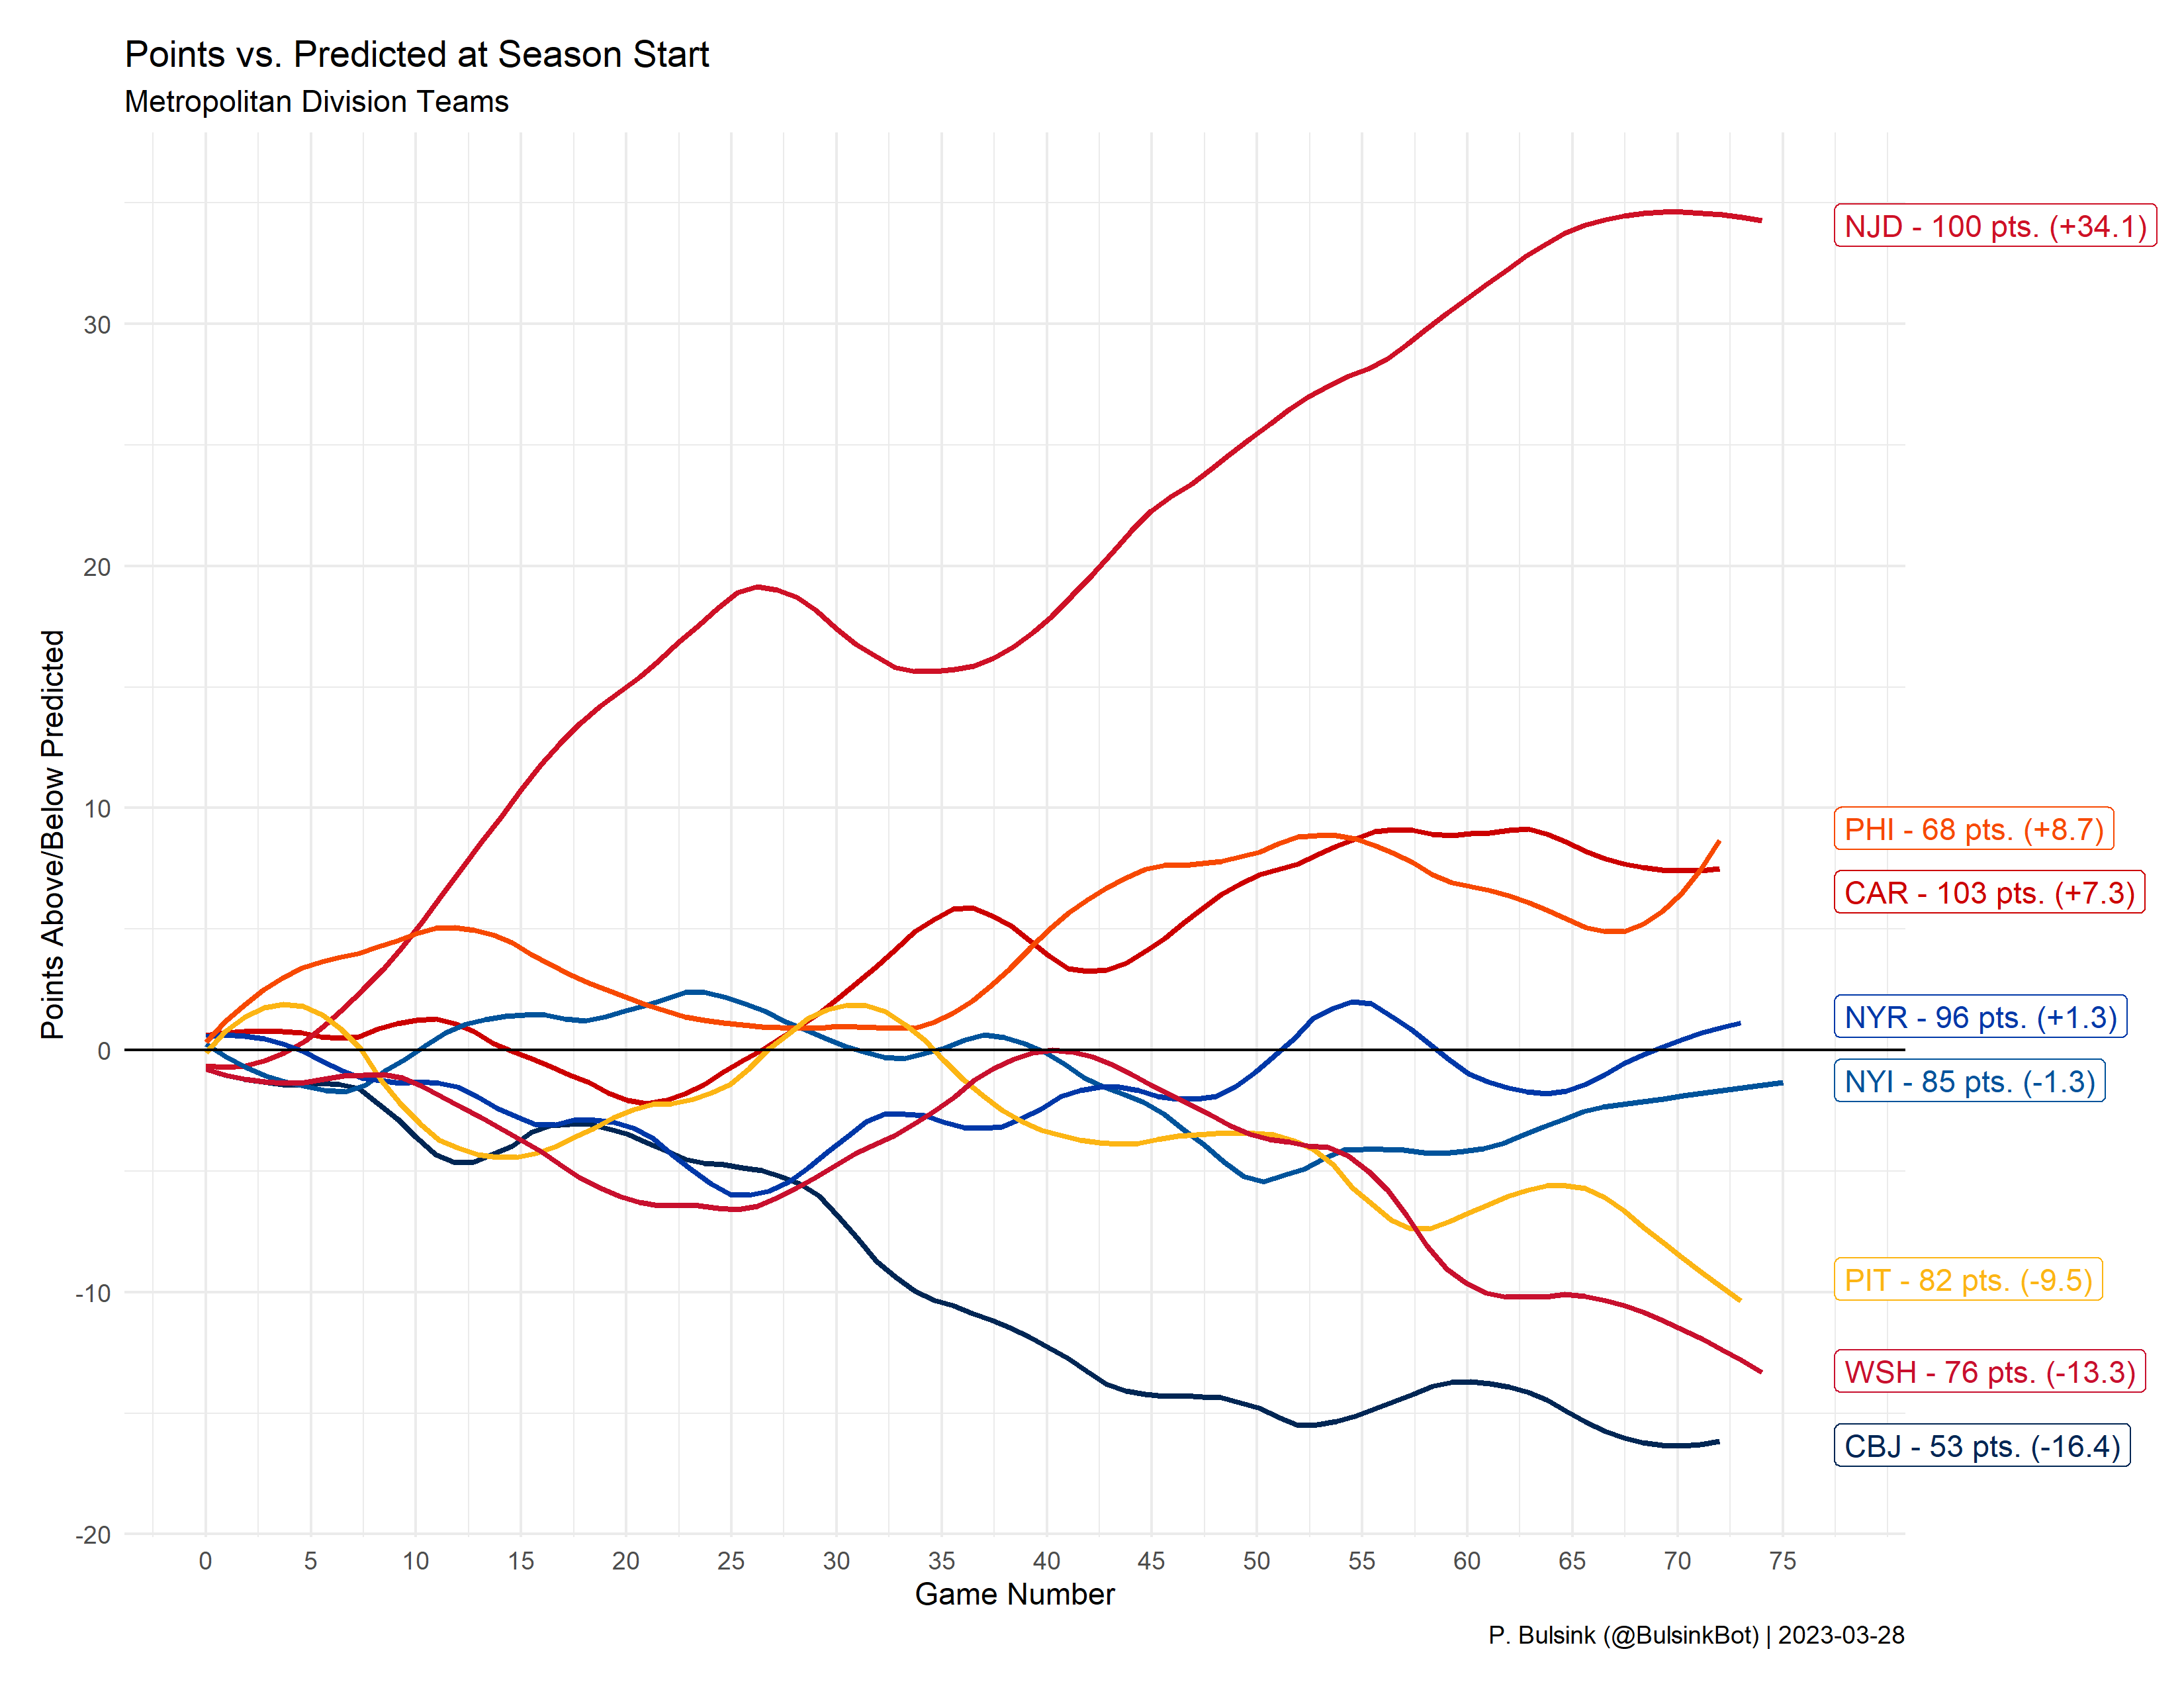 Points vs. Predicted at Season Start
Metropolitan Division Teams
Points Above/Below Predicted
30
20
10
0
-10
-20
NJD - 100 pts. (+34.1)
PHI - 68 pts. (+8.7)
CAR - 103 pts. (+7.3)
NYR - 96 pts. (+1.3)
NYI - 85 pts. (-1.3)
PIT - 82 pts. (-9.5)
WSH - 76 pts. (-13.3)
CBJ - 53 pts. (-16.4)
0 5 10 15 20 25 30 35 40 45 50 55 60 65 70 75
Game Number
P. Bulsink (@BulsinkBot) | 2023-03-28